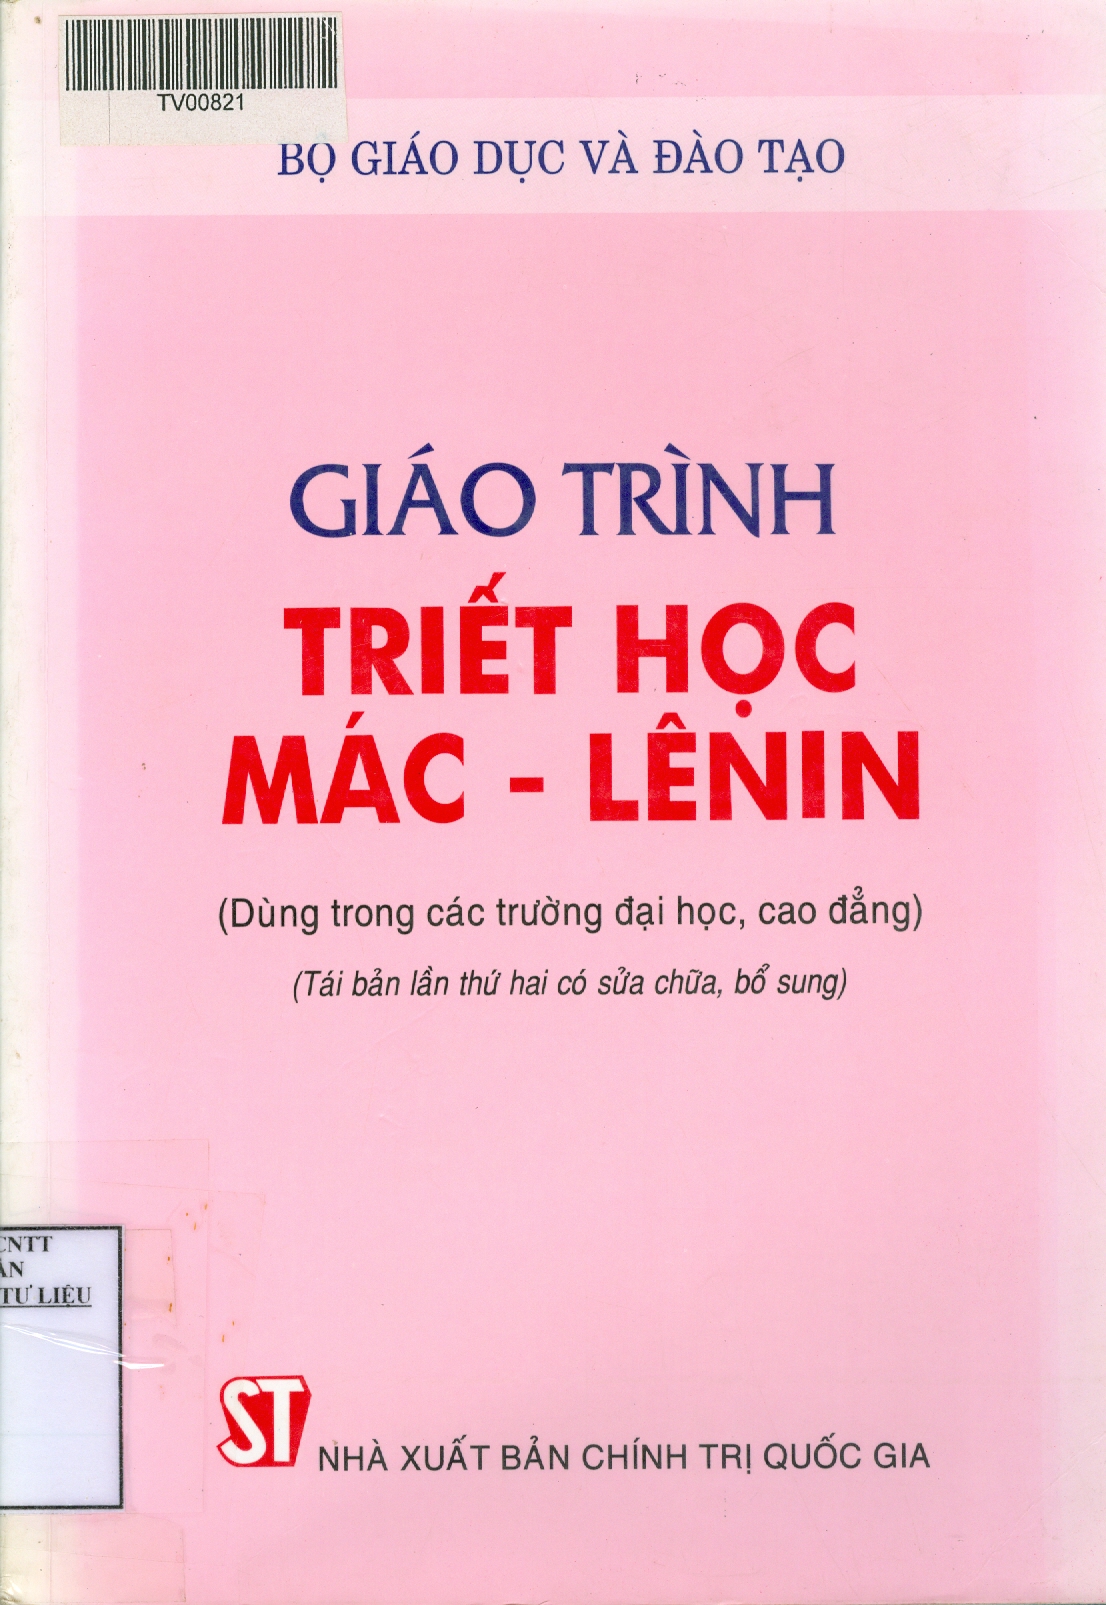 TV00821
BỘ GIÁO DỤC VÀ ĐÀO TẠO
GIÁO TRÌNH
TRIẾT HỌC
MÁC - LÊNIN
(Dùng trong các trường đại học, cao đẳng)
(Tái bản lần thứ hai có sửa chữa, bổ sung)
CNTT
TƯ LIỆU
ST
NHÀ XUẤT BẢN CHÍNH TRỊ QUỐC GIA